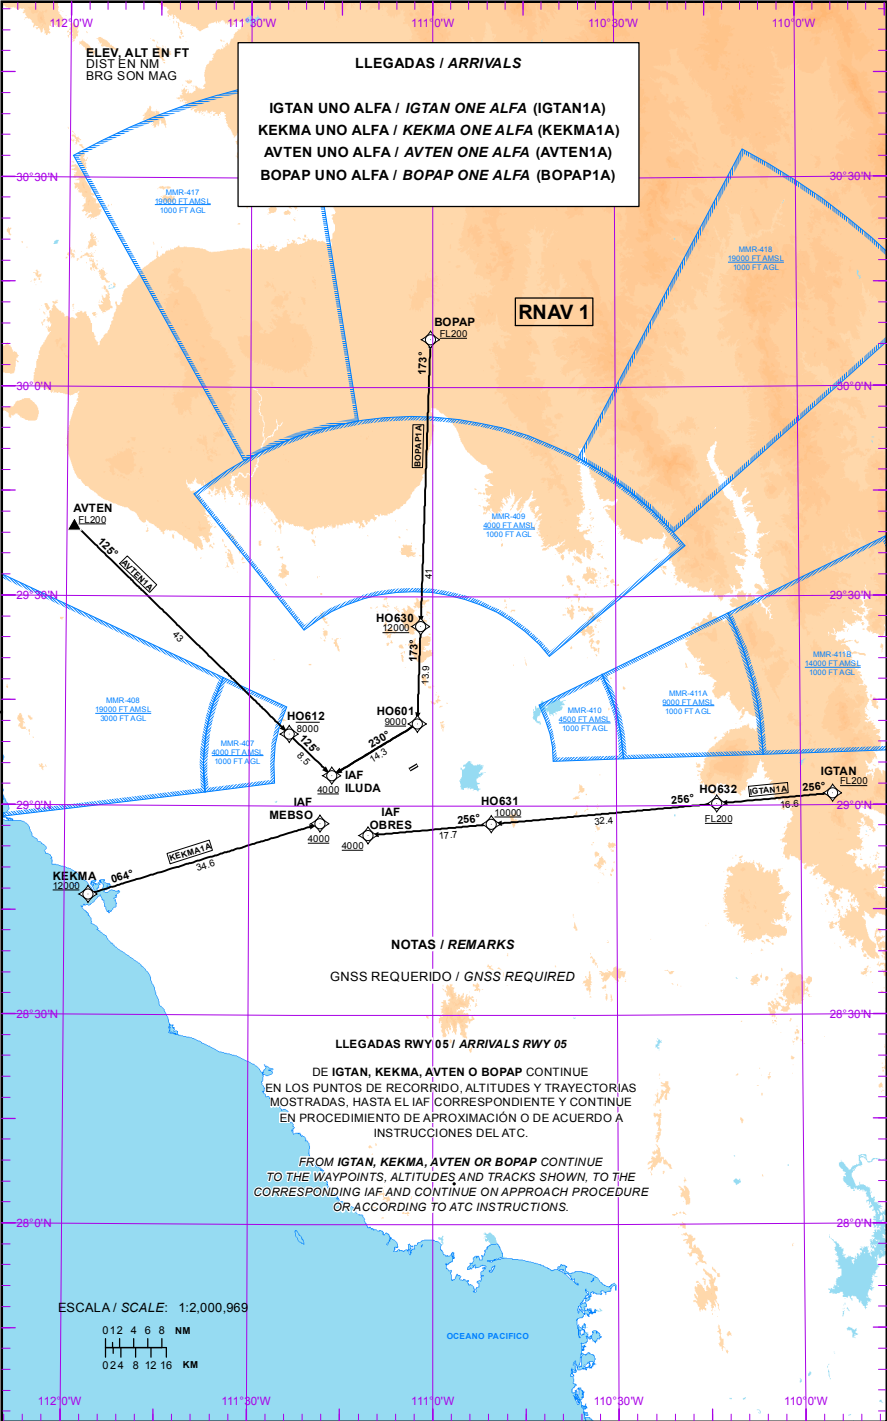 112°0'W 111°30'W 111°0'W 110°30'W 110°0'W
ELEV, ALT EN FT
DIST EN NM
BRG SON MAG
LLEGADAS / ARRIVALS
IGTAN UNO ALFA / IGTAN ONE ALFA (IGTAN1A)
KEKMA UNO ALFA / KEKMA ONE ALFA (KEKMA1A)
AVTEN UNO ALFA / AVTEN ONE ALFA (AVTEN1A)
BOPAP UNO ALFA / BOPAP ONE ALFA (BOPAP1A)
30°30'N
30°30'N
MMR-417
19000 FT AMSL
1000 FT AGL
MMR-418
19000 FT AMSL
1000 FT AGL
RNAV 1
BOPAP
FL200
173°
30°0'N
30°0'N
BOPAP1A
AVTEN
FL200
125°
AVTEN1A
43
MMR-409
4000 FT AMSL
1000 FT AGL
41
29°30'N
29°30'N
HO630
12000
173°
13.9
MMR-411B
14000 FT AMSL
1000 FT AGL
MMR-411A
9000 FT AMSL
1000 FT AGL
MMR-410
4500 FT AMSL
1000 FT AGL
MMR-408
19000 FT AMSL
3000 FT AGL
MMR-407
4000 FT AMSL
1000 FT AGL
HO612
8000
125°
8.5
HO601
9000
230°
14.3
IAF
ILUDA
4000
IAF
MEBSO
4000
IAF
OBRES
4000
HO631
10000
256°
17.7
HO632
FL200
256°
32.4
IGTAN1A
256°
16.6
IGTAN
FL200
29°0'N
29°0'N
KEKMA
12000
064°
KEKMA1A
34.6
NOTAS / REMARKS
GNSS REQUERIDO / GNSS REQUIRED
28°30'N
28°30'N
LLEGADAS RWY 05 / ARRIVALS RWY 05
DE IGTAN, KEKMA, AVTEN O BOPAP CONTINUE
EN LOS PUNTOS DE RECORRIDO, ALTITUDES Y TRAYECTORIAS
MOSTRADAS, HASTA EL IAF CORRESPONDIENTE Y CONTINUE
EN PROCEDIMIENTO DE APROXIMACIÓN O DE ACUERDO A
INSTRUCCIONES DEL ATC.
FROM IGTAN, KEKMA, AVTEN OR BOPAP CONTINUE
TO THE WAYPOINTS, ALTITUDES AND TRACKS SHOWN, TO THE
CORRESPONDING IAF AND CONTINUE ON APPROACH PROCEDURE
OR ACCORDING TO ATC INSTRUCTIONS.
28°0'N
28°0'N
ESCALA / SCALE: 1:2,000,969
0 1 2 4 6 8 NM
0 2 4 8 12 16 KM
OCEANO PACIFICO
112°0'W 111°30'W 111°0'W 110°30'W 110°0'W